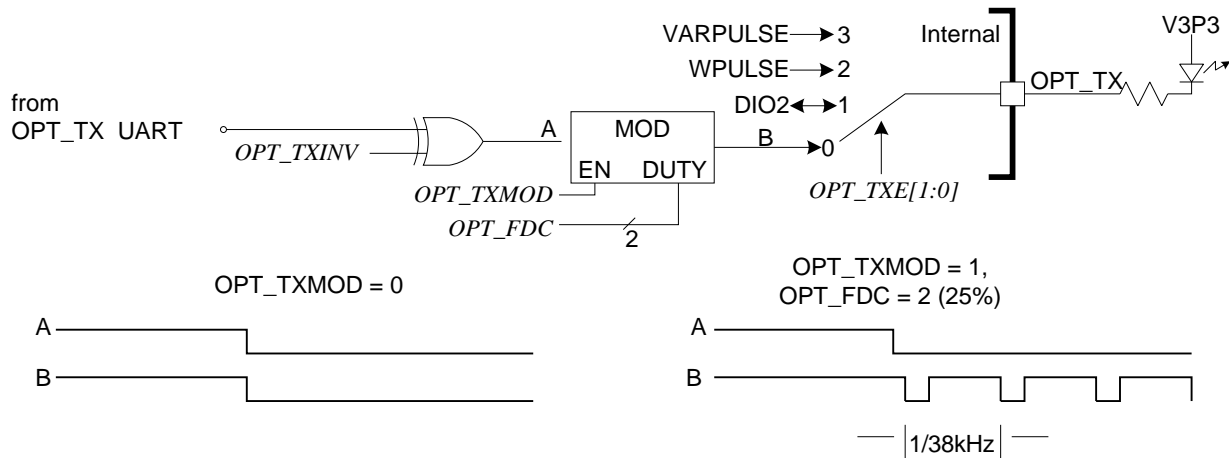 VARPULSE 3
Internal
V3P3
WPULSE 2
OPT_TX
from
OPT_TX UART
DIO2 1
A
MOD
B
0
OPT_TXINV
EN DUTY
OPT_TXMOD
OPT_TXE[1:0]
OPT_FDC
2
OPT_TXMOD = 0
OPT_TXMOD = 1,
OPT_FDC = 2 (25%)
A
B
A
B
1/38kHz